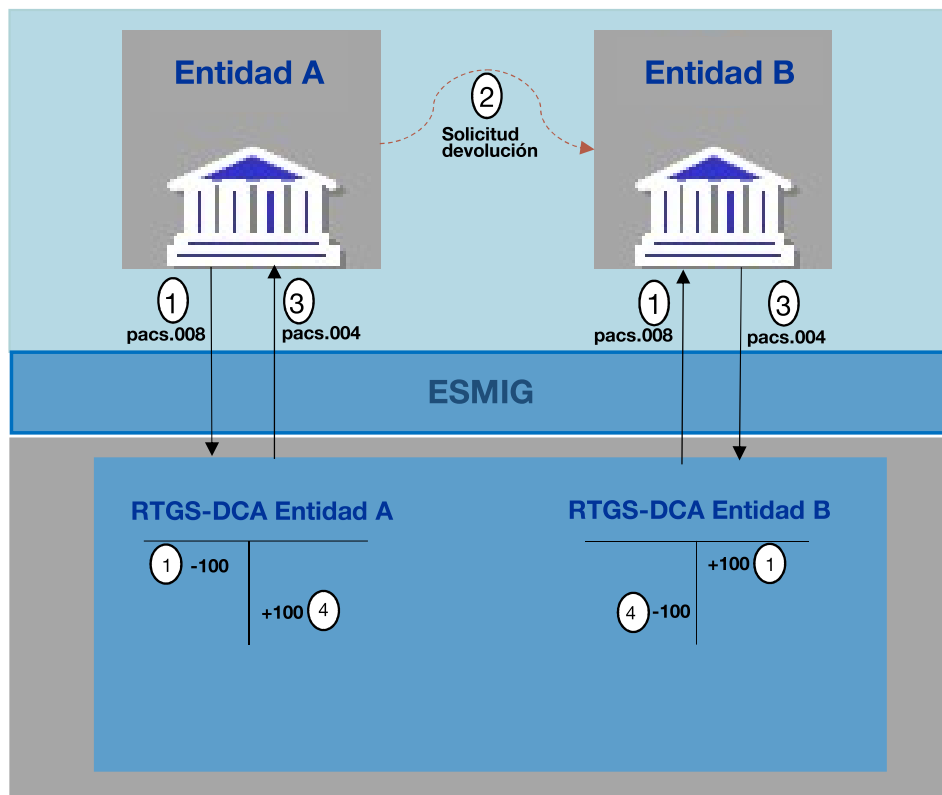 Entidad A
Entidad B
2
Solicitud
devolución
1
pacs.008
3
pacs.004
1
pacs.008
3
pacs.004
ESMIG
RTGS-DCA Entidad A
RTGS-DCA Entidad B
1 -100
+100 1
+100 4
4 -100